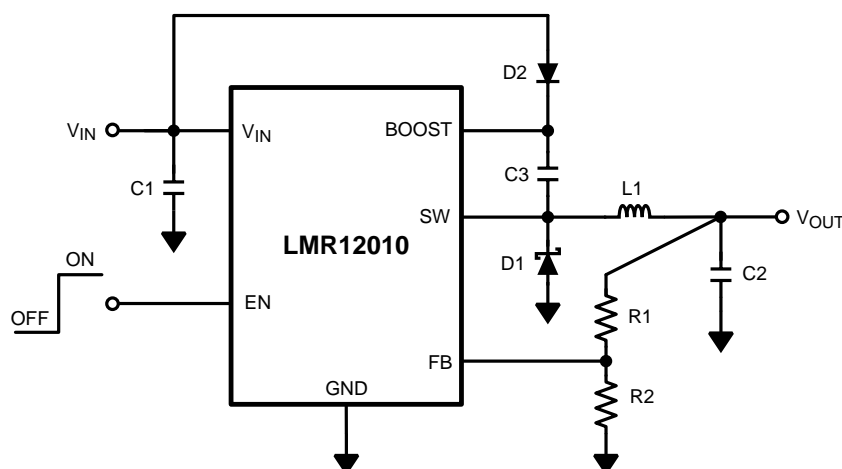 D2
V_IN
V_IN
BOOST
C1
C3
L1
SW
V_OUT
LMR12010
D1
C2
ON
OFF
EN
R1
FB
GND
R2